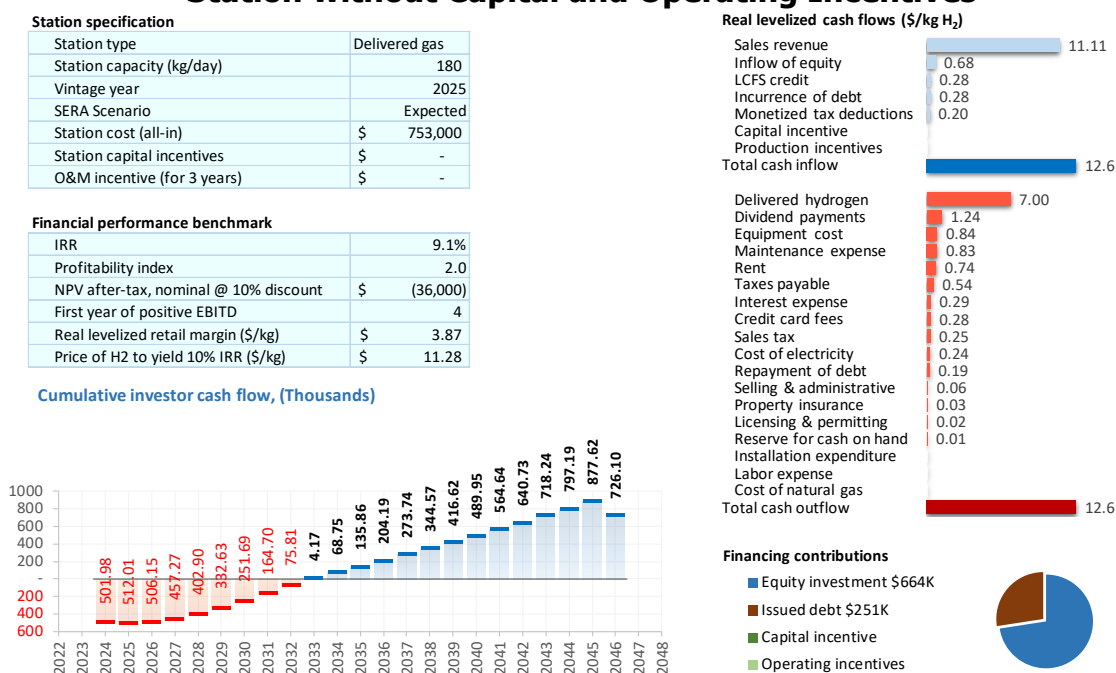 Station Without Capital and Operating Incentives
Station specification
Station type Delivered gas
Station capacity (kg/day) 180
Vintage year 2025
SERA Scenario Expected
Station cost (all-in) $ 753,000
Station capital incentives $ -
O&M incentive (for 3 years) $ -
Financial performance benchmark
IRR 9.1%
Profitability index 2.0
NPV after-tax, nominal @ 10% discount $ (36,000)
First year of positive EBITD 4
Real levelized retail margin ($/kg) $ 3.87
Price of H2 to yield 10% IRR ($/kg) $ 11.28
Cumulative investor cash flow, (Thousands)
1000
800
600
400
200
-
200
400
600
501.98
512.01
506.15
457.27
402.90
332.63
251.69
164.70
75.81
4.17
68.75
135.86
204.19
273.74
344.57
416.62
489.95
564.64
640.73
718.24
797.19
877.62
726.10
2022
2023
2024
2025
2026
2027
2028
2029
2030
2031
2032
2033
2034
2035
2036
2037
2038
2039
2040
2041
2042
2043
2044
2045
2046
2047
2048
Real levelized cash flows ($/kg H₂)
Sales revenue 11.11
Inflow of equity 0.68
LCFS credit 0.28
Incurrence of debt 0.28
Monetized tax deductions 0.20
Capital incentive
Production incentives
Total cash inflow 12.6
Delivered hydrogen 7.00
Dividend payments 1.24
Equipment cost 0.84
Maintenance expense 0.83
Rent 0.74
Taxes payable 0.54
Interest expense 0.29
Credit card fees 0.28
Sales tax 0.25
Cost of electricity 0.24
Repayment of debt 0.19
Selling & administrative 0.06
Property insurance 0.03
Licensing & permitting 0.02
Reserve for cash on hand 0.01
Installation expenditure
Labor expense
Cost of natural gas
Total cash outflow 12.6
Financing contributions
Equity investment $664K
Issued debt $251K
Capital incentive
Operating incentives